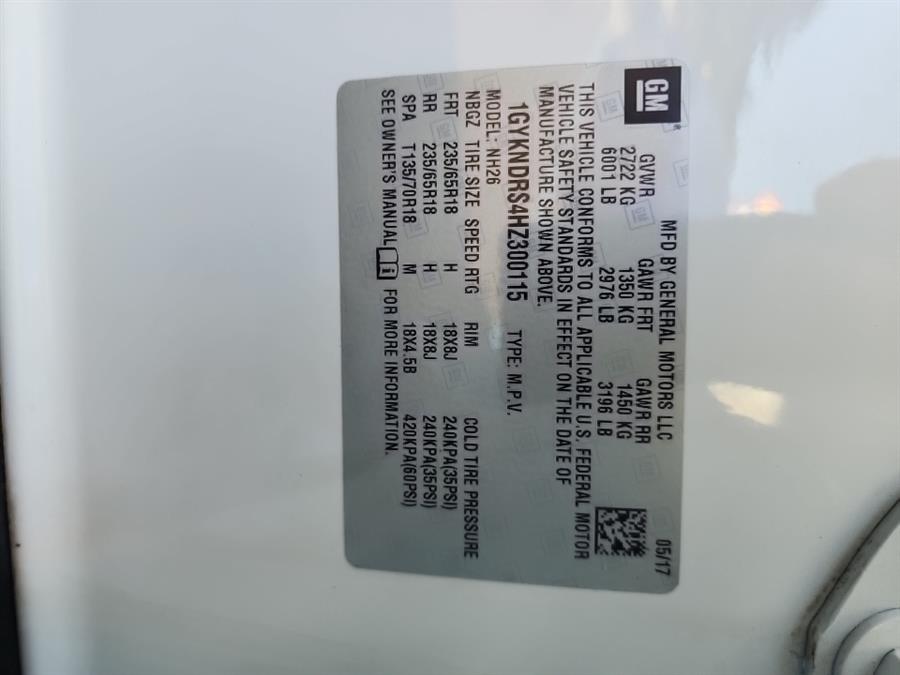 GM
MFD BY GENERAL MOTORS LLC 05/17
GVWR GAWR FRT GAWR RR
2722 KG 1350 KG 1450 KG
6001 LB 2976 LB 3196 LB
THIS VEHICLE CONFORMS TO ALL APPLICABLE U.S. FEDERAL MOTOR
VEHICLE SAFETY STANDARDS IN EFFECT ON THE DATE OF
MANUFACTURE SHOWN ABOVE.
1GYKNDRS4HZ300115 TYPE: M.P.V.
MODEL: NH26
NBGZ TIRE SIZE SPEED RTG RIM COLD TIRE PRESSURE
FRT 235/65R18 H 18X8J 240KPA(35PSI)
RR 235/65R18 H 18X8J 240KPA(35PSI)
SPA T135/70R18 M 18X4.5B 420KPA(60PSI)
SEE OWNER'S MANUAL i FOR MORE INFORMATION.